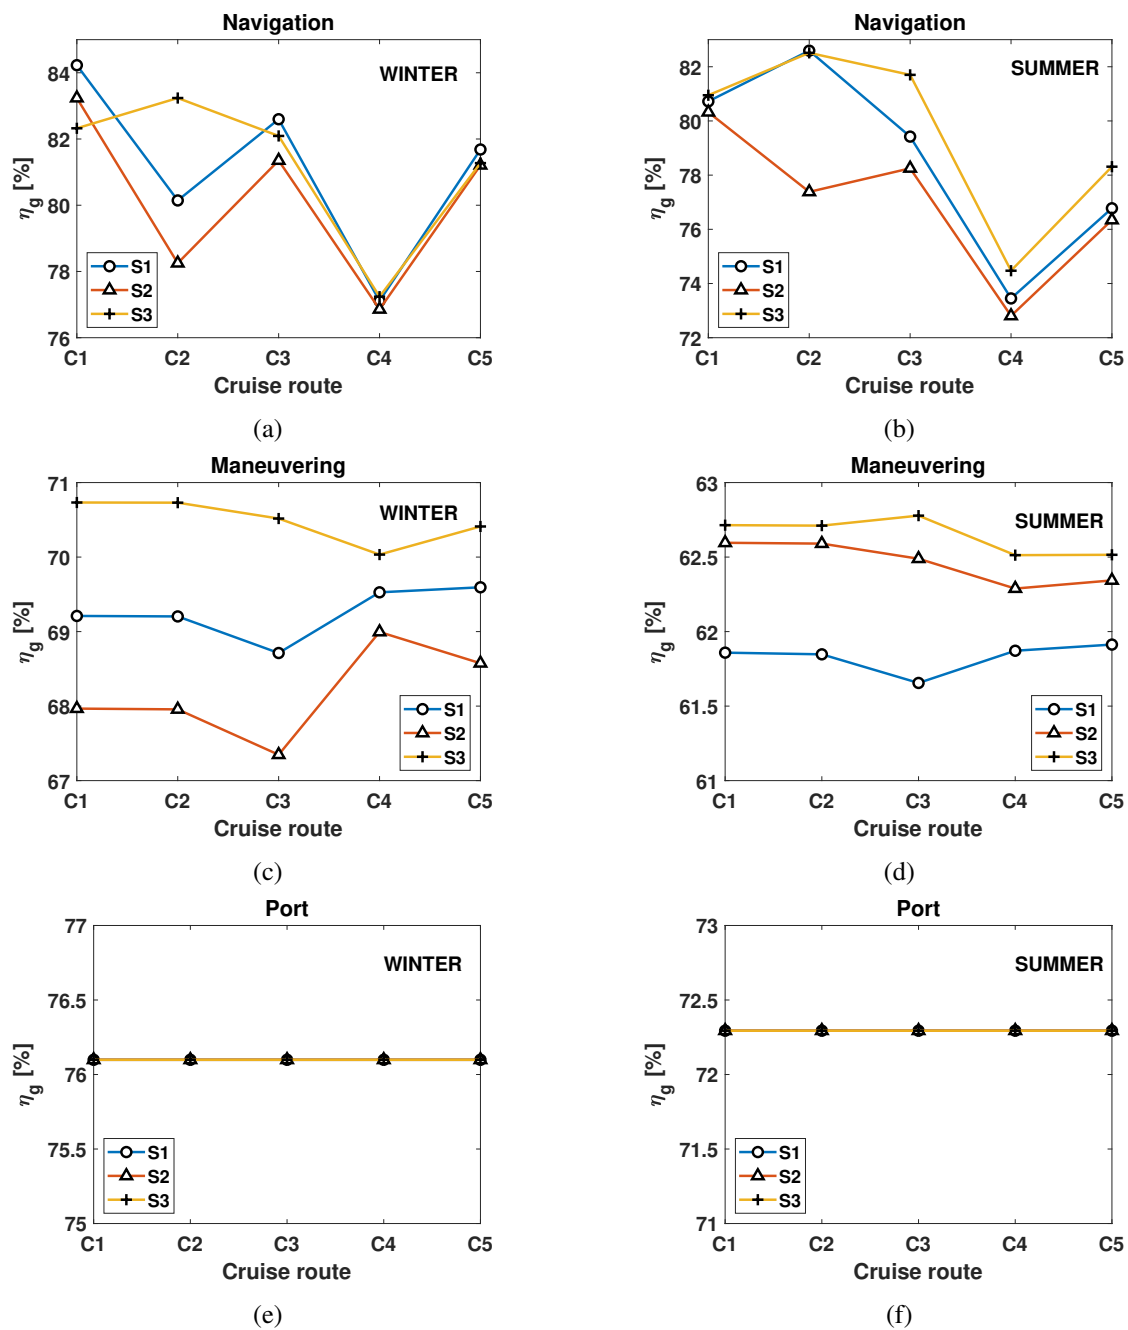 Navigation
WINTER
84
82
80
78
76
η_g [%]
S1
S2
S3
C1 C2 C3 C4 C5
Cruise route
(a)
Navigation
SUMMER
82
80
78
76
74
72
η_g [%]
S1
S2
S3
C1 C2 C3 C4 C5
Cruise route
(b)
Maneuvering
WINTER
71
70
69
68
67
η_g [%]
S1
S2
S3
C1 C2 C3 C4 C5
Cruise route
(c)
Maneuvering
SUMMER
63
62.5
62
61.5
61
η_g [%]
S1
S2
S3
C1 C2 C3 C4 C5
Cruise route
(d)
Port
WINTER
77
76.5
76
75.5
75
η_g [%]
S1
S2
S3
C1 C2 C3 C4 C5
Cruise route
(e)
Port
SUMMER
73
72.5
72
71.5
71
η_g [%]
S1
S2
S3
C1 C2 C3 C4 C5
Cruise route
(f)